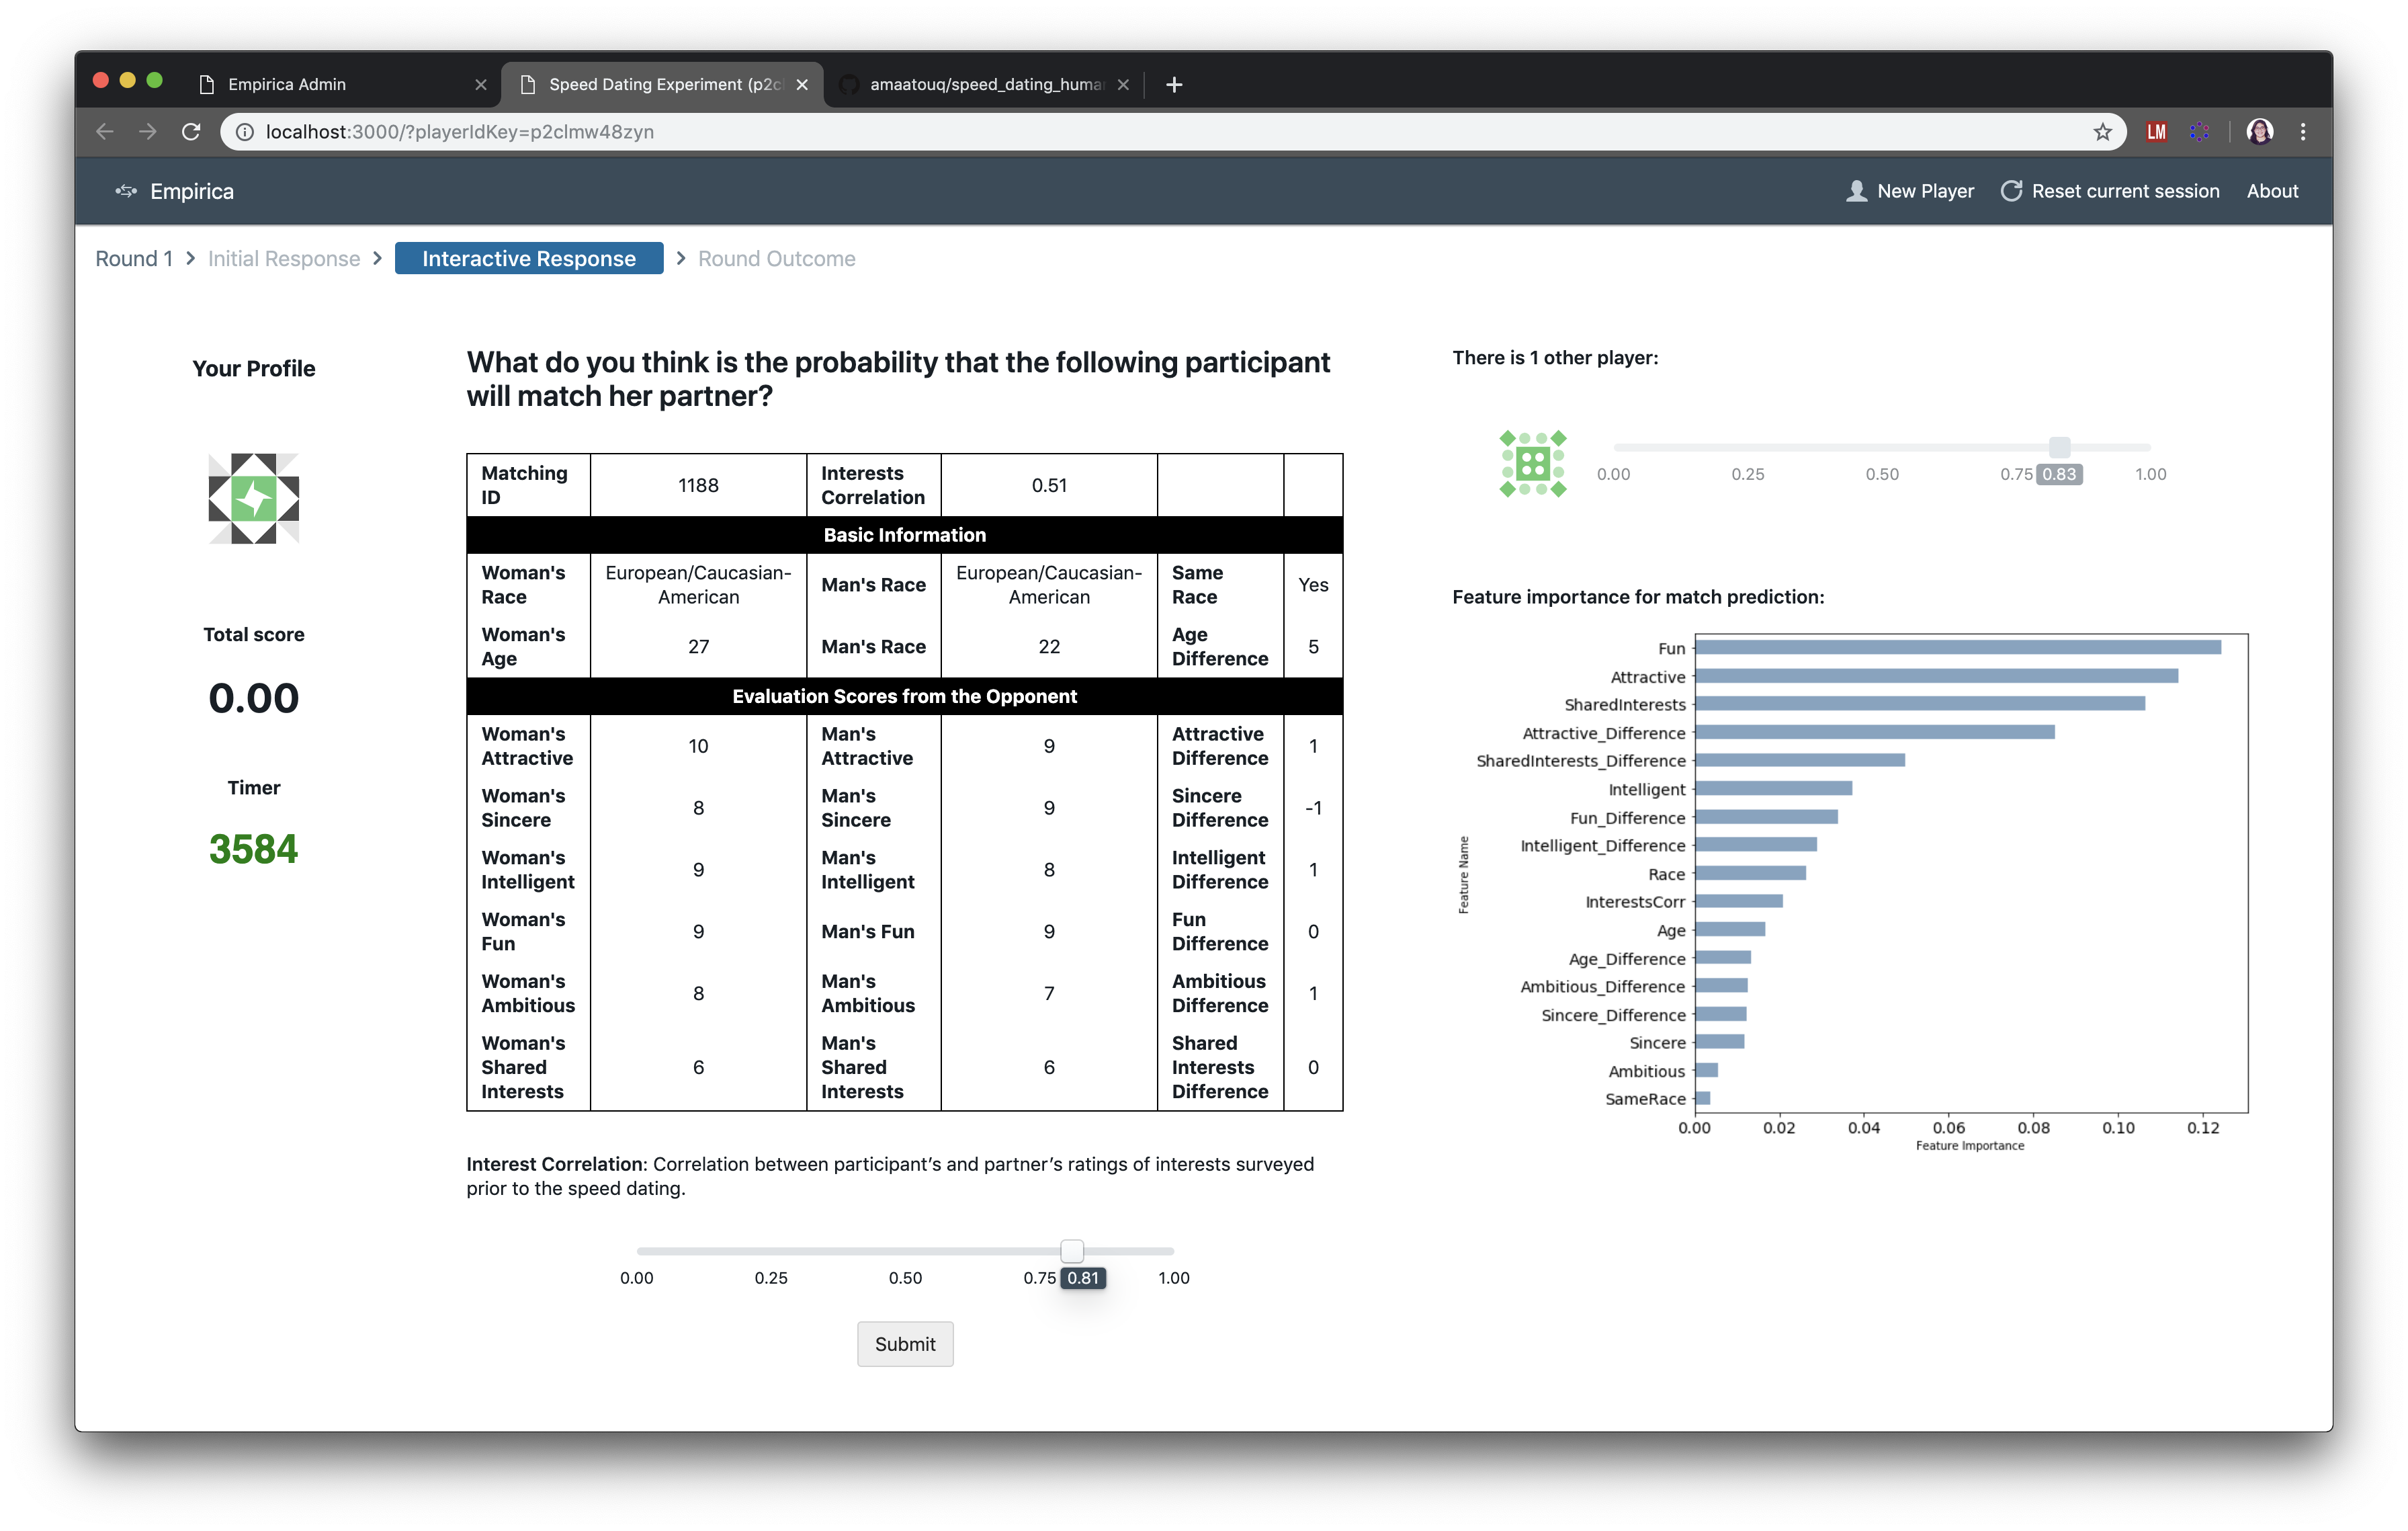 Empirica Admin
Speed Dating Experiment (p2cl
amaatouq/speed_dating_huma
localhost:3000/?playerIdKey=p2clmw48zyn
LM
Empirica
New Player
Reset current session
About
Round 1
Initial Response
Interactive Response
Round Outcome
Your Profile
Total score
0.00
Timer
3584
What do you think is the probability that the following participant
will match her partner?
Matching
ID
1188
Interests
Correlation
0.51
Basic Information
Woman's
Race
European/Caucasian-
American
Man's Race
European/Caucasian-
American
Same
Race
Yes
Woman's
Age
27
Man's Race
22
Age
Difference
5
Evaluation Scores from the Opponent
Woman's
Attractive
10
Man's
Attractive
9
Attractive
Difference
1
Woman's
Sincere
8
Man's
Sincere
9
Sincere
Difference
-1
Woman's
Intelligent
9
Man's
Intelligent
8
Intelligent
Difference
1
Woman's
Fun
9
Man's Fun
9
Fun
Difference
0
Woman's
Ambitious
8
Man's
Ambitious
7
Ambitious
Difference
1
Woman's
Shared
Interests
6
Man's
Shared
Interests
6
Shared
Interests
Difference
0
Interest Correlation: Correlation between participant’s and partner’s ratings of interests surveyed
prior to the speed dating.
0.00 0.25 0.50 0.75 0.81 1.00
Submit
There is 1 other player:
0.00 0.25 0.50 0.75 0.83 1.00
Feature importance for match prediction:
Feature Name
Fun
Attractive
SharedInterests
Attractive_Difference
SharedInterests_Difference
Intelligent
Fun_Difference
Intelligent_Difference
Race
InterestsCorr
Age
Age_Difference
Ambitious_Difference
Sincere_Difference
Sincere
Ambitious
SameRace
0.00 0.02 0.04 0.06 0.08 0.10 0.12
Feature Importance